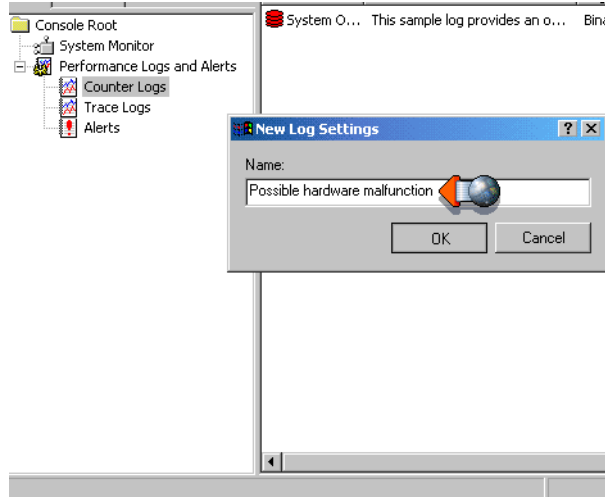 Console Root
System Monitor
Performance Logs and Alerts
Counter Logs
Trace Logs
Alerts
System O... This sample log provides an o... Bina
New Log Settings
Name:
Possible hardware malfunction
OK Cancel